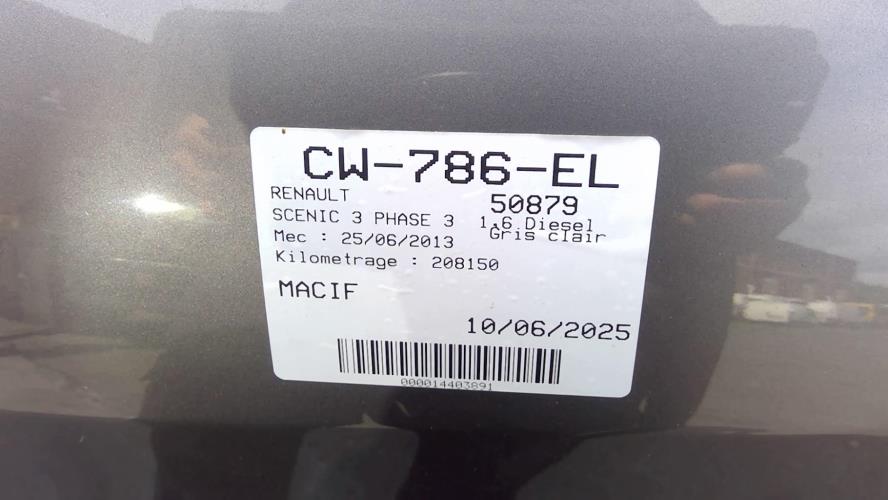 CW-786-EL
RENAULT 50879
SCENIC 3 PHASE 3 1.6 Diesel
Mec : 25/06/2013 Gris clair
Kilometrage : 208150
MACIF
10/06/2025
000014403891